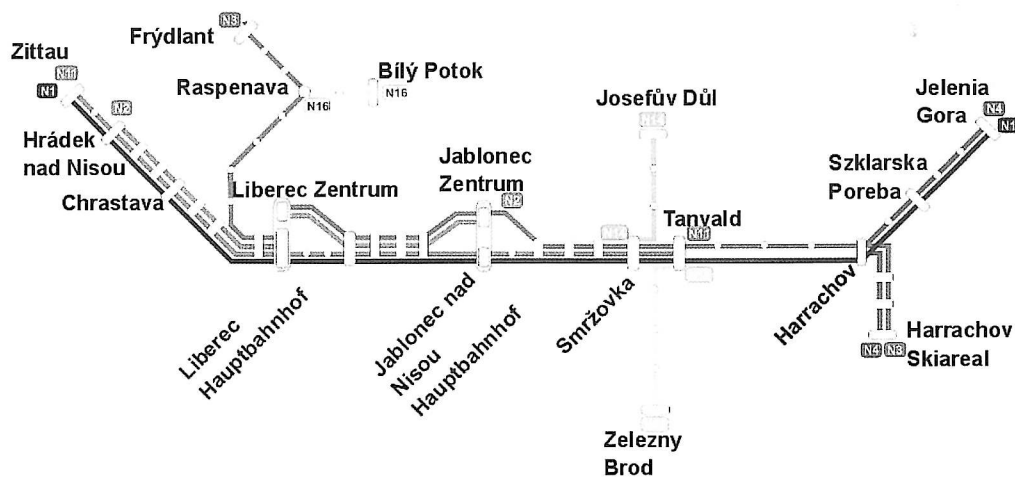 N3
Frýdlant
Zittau
N11
N1
N2
Raspenava
N16
Bílý Potok
N16
Josefův Důl
Jelenia
Gora
N4
N1
Hrádek
nad Nisou
Jablonec
Zentrum
N2
Szklarska
Poreba
Chrastava
Liberec Zentrum
Tanvald
N11
Liberec
Hauptbahnhof
Jablonec nad
Nisou
Hauptbahnhof
Smržovka
Harrachov
Harrachov
Skiareal
N4
N3
Zelezny
Brod